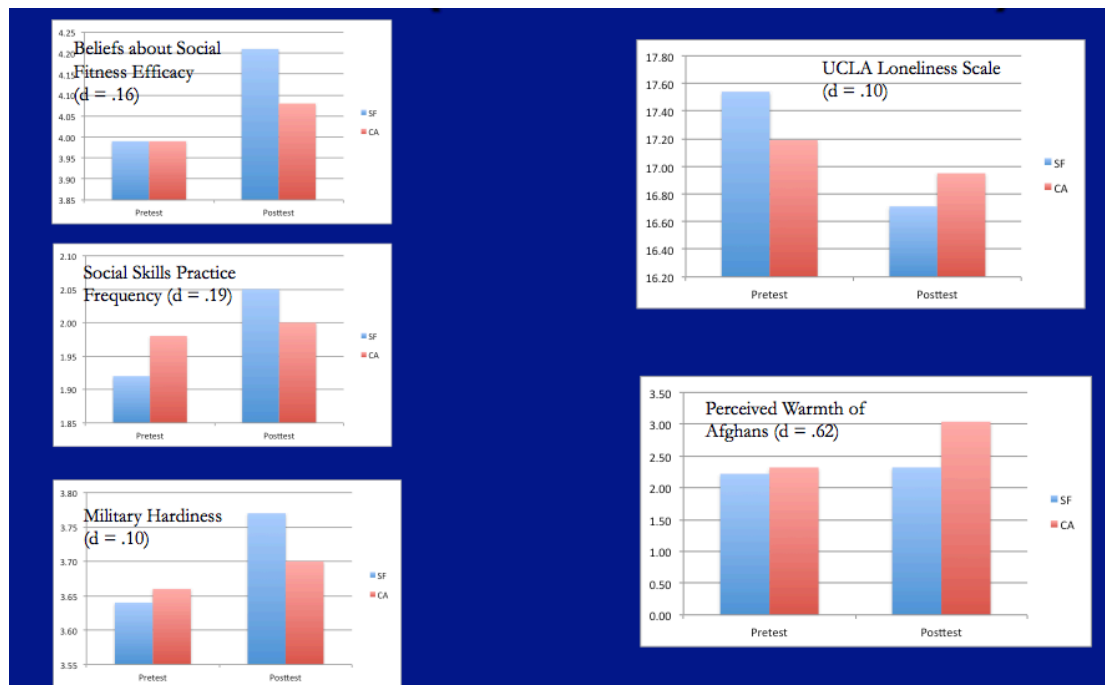 4.25
4.20
4.15
4.10
4.05
4.00
3.95
3.90
3.85
Beliefs about Social
Fitness Efficacy
(d = .16)
SF
CA
Pretest
Posttest
2.10
2.05
2.00
1.95
1.90
1.85
Social Skills Practice
Frequency (d = .19)
SF
CA
Pretest
Posttest
3.80
3.75
3.70
3.65
3.60
3.55
Military Hardiness
(d = .10)
SF
CA
Pretest
Posttest
17.80
17.60
17.40
17.20
17.00
16.80
16.60
16.40
16.20
UCLA Loneliness Scale
(d = .10)
SF
CA
Pretest
Posttest
3.50
3.00
2.50
2.00
1.50
1.00
0.50
0.00
Perceived Warmth of
Afghans (d = .62)
SF
CA
Pretest
Posttest